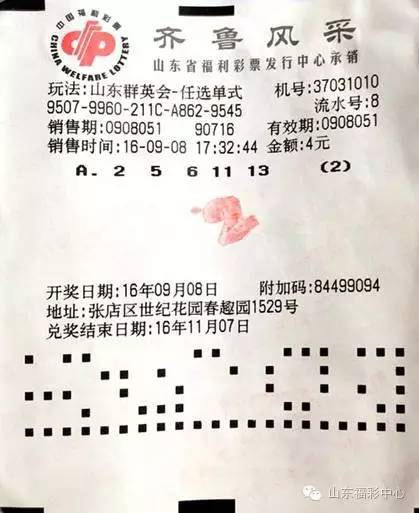 中国福利彩票
CHINA WELFARE LOTTERY
齐鲁风采
山东省福利彩票发行中心承销
玩法:山东群英会-任选单式 机号:37031010
9507-9960-211C-A862-9545 流水号:8
销售期:0908051 90716 有效期:0908051
销售时间:16-09-08 17:32:44 金额:4元
A. 2 5 6 11 13 (2)
开奖日期:16年09月08日 附加码:84499094
地址:张店区世纪花园春趣园1529号
兑奖结束日期:16年11月07日
山东福彩中心